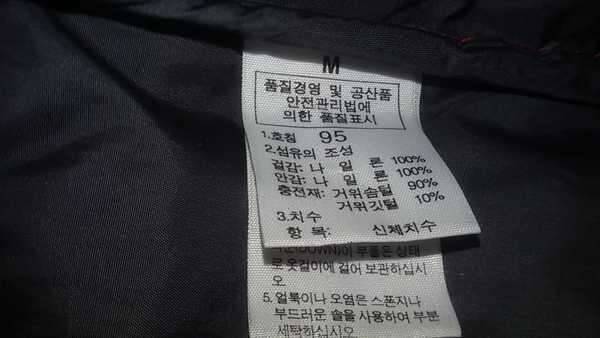 M
품질경영 및 공산품
안전관리법에
의한 품질표시
1.호칭 95
2.섬유의 조성
겉감: 나 일 론 100%
안감: 나 일 론 100%
충전재: 거위솜털 90%
거위깃털 10%
3.치수
항 목: 신체치수
(DOWN)이 부풀은 상태
로 옷걸이에 걸어 보관하십시
오.
5. 얼룩이나 오염은 스폰지나
부드러운 솔을 사용하여 부분
세탁하십시오